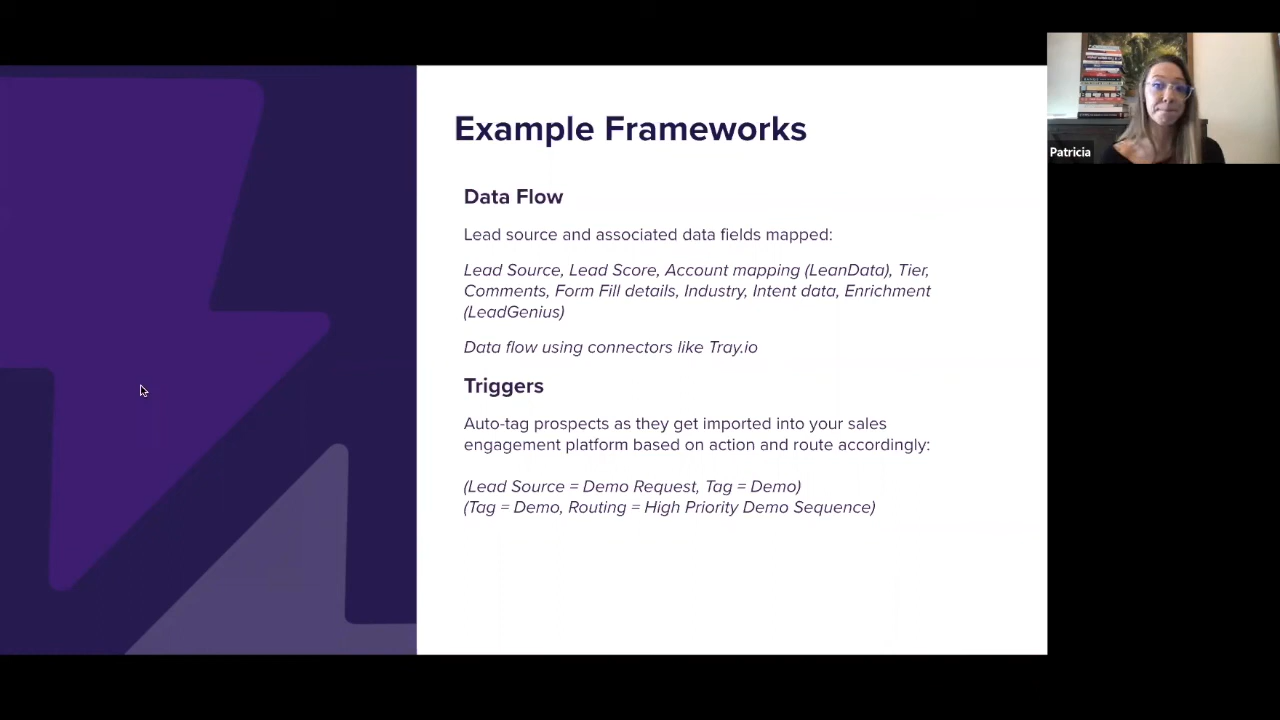 Example Frameworks
Data Flow
Lead source and associated data fields mapped:
Lead Source, Lead Score, Account mapping (LeanData), Tier,
Comments, Form Fill details, Industry, Intent data, Enrichment
(LeadGenius)
Data flow using connectors like Tray.io
Triggers
Auto-tag prospects as they get imported into your sales
engagement platform based on action and route accordingly:
(Lead Source = Demo Request, Tag = Demo)
(Tag = Demo, Routing = High Priority Demo Sequence)
Patricia